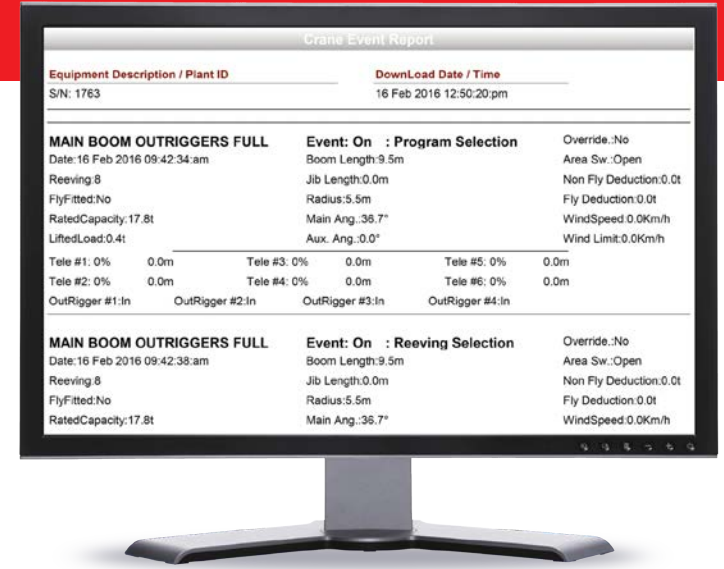 Crane Event Report
Equipment Description / Plant ID DownLoad Date / Time
S/N: 1763 16 Feb 2016 12:50:20:pm
MAIN BOOM OUTRIGGERS FULL Event: On : Program Selection Override.:No
Date:16 Feb 2016 09:42:34:am Boom Length:9.5m Area Sw.:Open
Reeving:8 Jib Length:0.0m Non Fly Deduction:0.0t
FlyFitted:No Radius:5.5m Fly Deduction:0.0t
RatedCapacity:17.8t Main Ang.:36.7° WindSpeed:0.0Km/h
LiftedLoad:0.4t Aux. Ang.:0.0° Wind Limit:0.0Km/h
Tele #1: 0% 0.0m Tele #3: 0% 0.0m Tele #5: 0% 0.0m
Tele #2: 0% 0.0m Tele #4: 0% 0.0m Tele #6: 0% 0.0m
OutRigger #1:In OutRigger #2:In OutRigger #3:In OutRigger #4:In
MAIN BOOM OUTRIGGERS FULL Event: On : Reeving Selection Override.:No
Date:16 Feb 2016 09:42:38:am Boom Length:9.5m Area Sw.:Open
Reeving:8 Jib Length:0.0m Non Fly Deduction:0.0t
FlyFitted:No Radius:5.5m Fly Deduction:0.0t
RatedCapacity:17.8t Main Ang.:36.7° WindSpeed:0.0Km/h